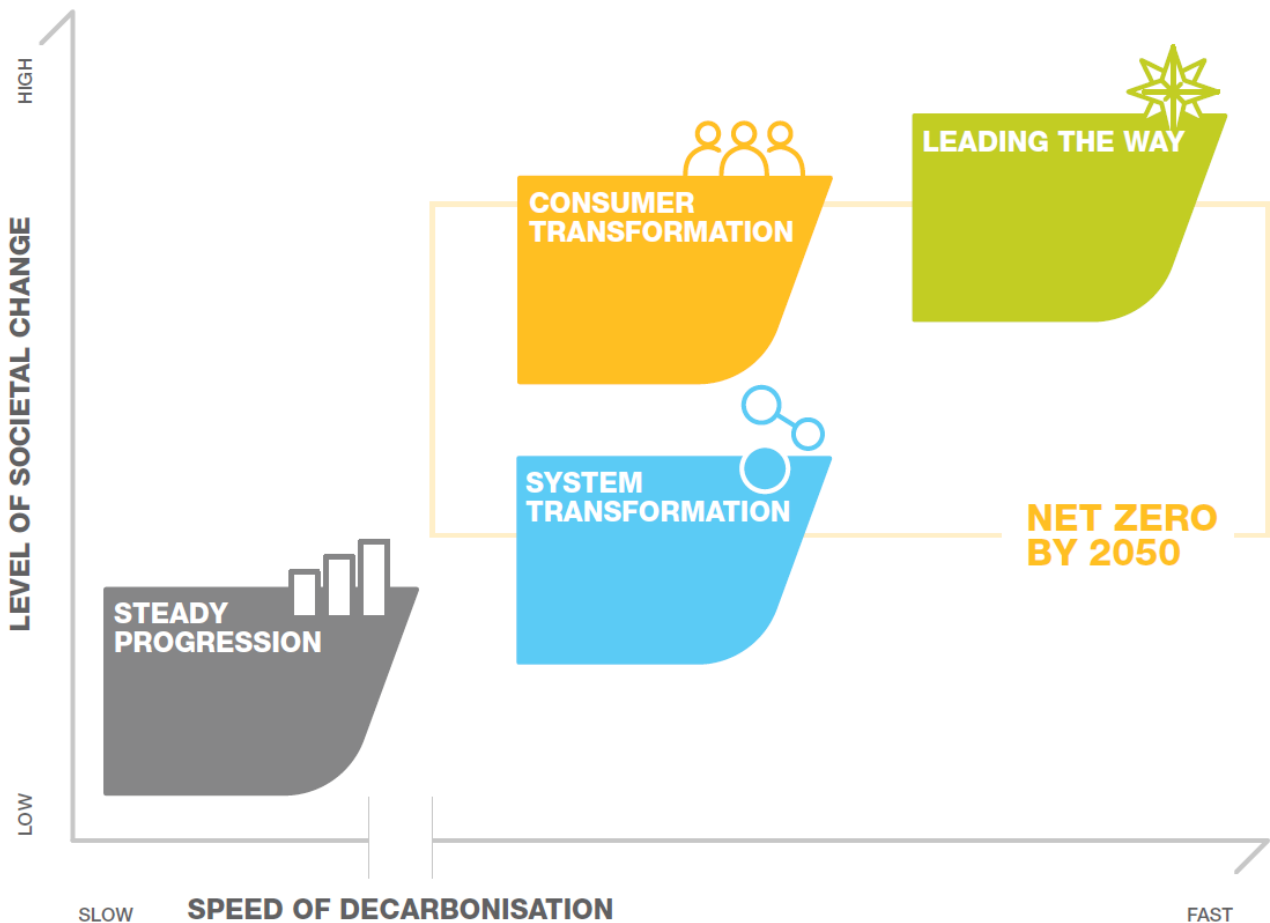 HIGH
LEVEL OF SOCIETAL CHANGE
LOW
LEADING THE WAY
CONSUMER
TRANSFORMATION
SYSTEM
TRANSFORMATION
NET ZERO
BY 2050
STEADY
PROGRESSION
SLOW
SPEED OF DECARBONISATION
FAST